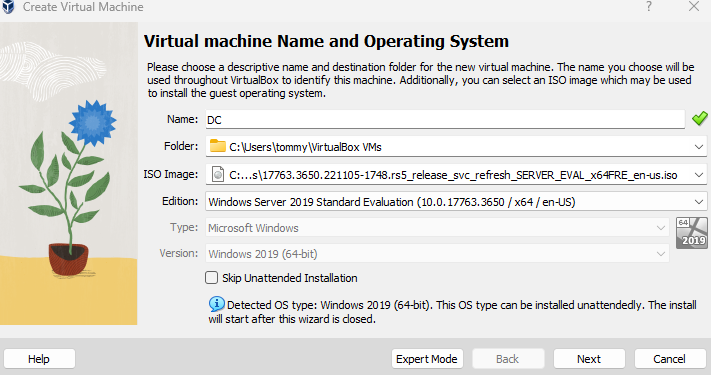 Create Virtual Machine
?
Virtual machine Name and Operating System
Please choose a descriptive name and destination folder for the new virtual machine. The name you choose will be
used throughout VirtualBox to identify this machine. Additionally, you can select an ISO image which may be used
to install the guest operating system.
Name: DC
Folder: C:\Users\tommy\VirtualBox VMs
ISO Image: C:...s\17763.3650.221105-1748.rs5_release_svc_refresh_SERVER_EVAL_x64FRE_en-us.iso
Edition: Windows Server 2019 Standard Evaluation (10.0.17763.3650 / x64 / en-US)
Type: Microsoft Windows
64
2019
Version: Windows 2019 (64-bit)
Skip Unattended Installation
Detected OS type: Windows 2019 (64-bit). This OS type can be installed unattendedly. The install
will start after this wizard is closed.
Help Expert Mode Back Next Cancel